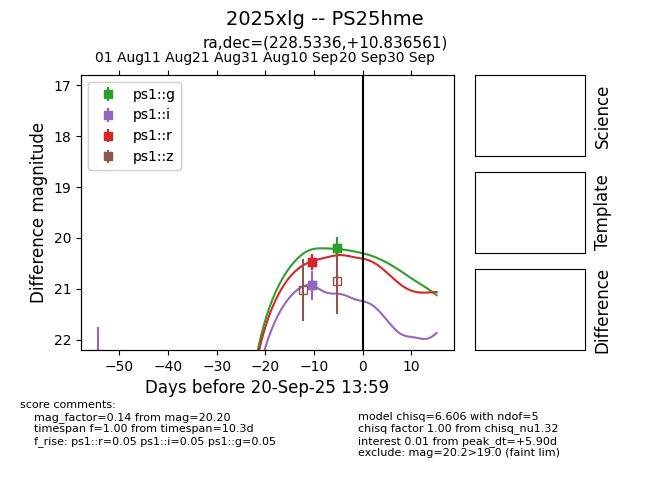 2025xlg -- PS25hme
ra,dec=(228.5336,+10.836561)
01 Aug 11 Aug 21 Aug 31 Aug 10 Sep 20 Sep 30 Sep
ps1::g
ps1::i
ps1::r
ps1::z
17
18
19
20
21
22
Difference magnitude
−50 −40 −30 −20 −10 0 10
Days before 20-Sep-25 13:59
Science
Template
Difference
score comments:
mag_factor=0.14 from mag=20.20
timespan f=1.00 from timespan=10.3d
f_rise: ps1::r=0.05 ps1::i=0.05 ps1::g=0.05
model chisq=6.606 with ndof=5
chisq factor 1.00 from chisq_nu1.32
interest 0.01 from peak_dt=+5.90d
exclude: mag=20.2>19.0 (faint lim)